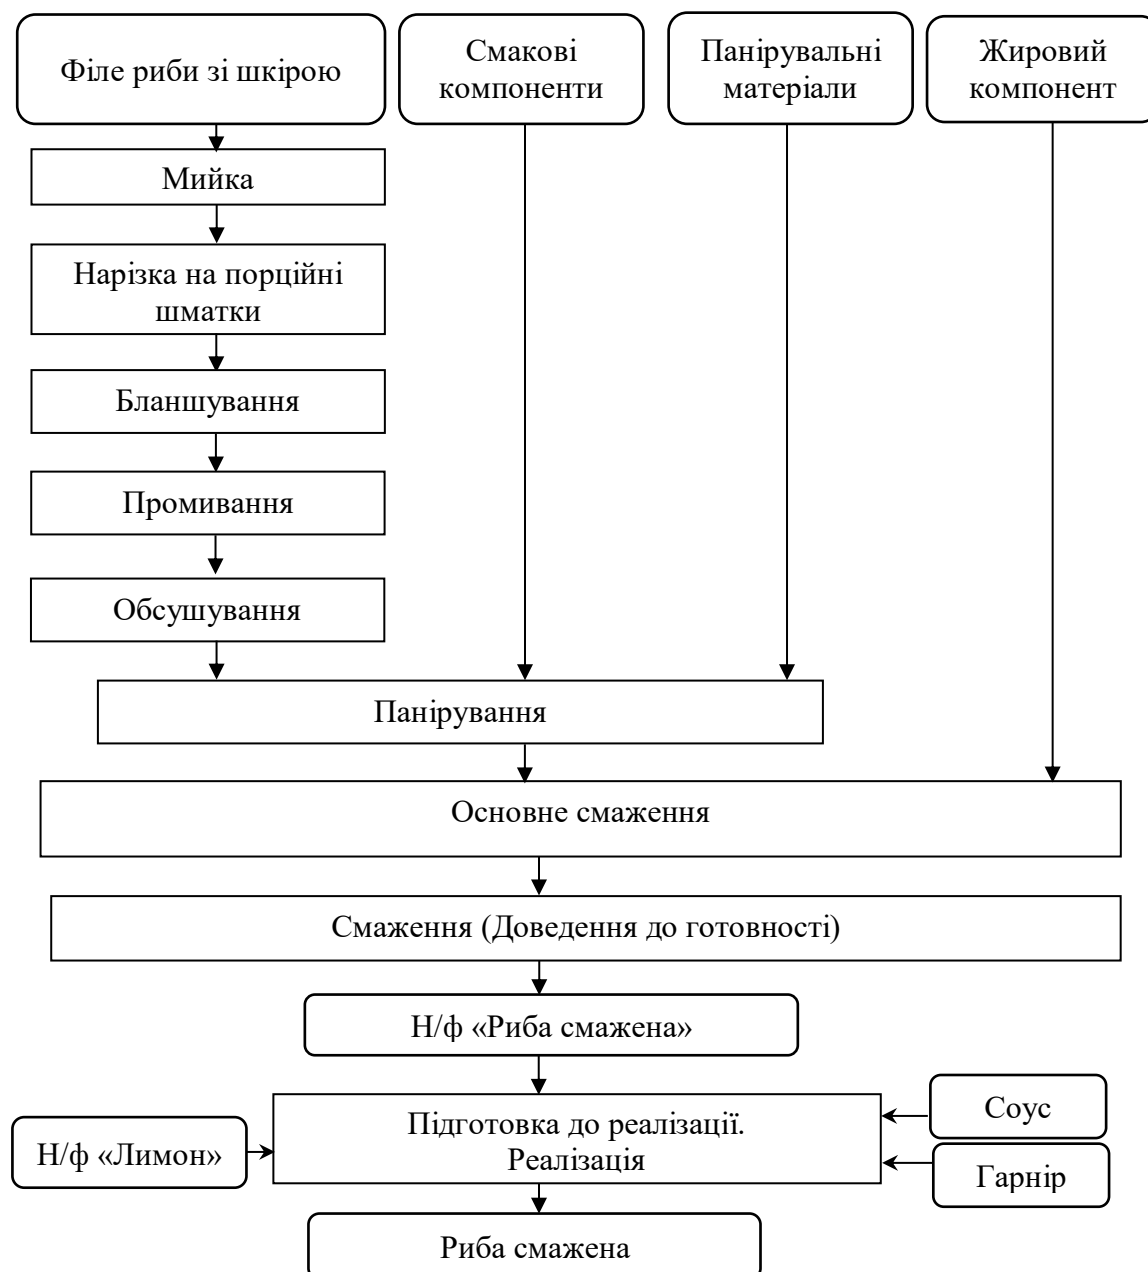 Філе риби зі шкірою
Смакові
компоненти
Панірувальні
матеріали
Жировий
компонент
Мийка
Нарізка на порційні
шматки
Бланшування
Промивання
Обсушування
Панірування
Основне смаження
Смаження (Доведення до готовності)
Н/ф «Риба смажена»
Н/ф «Лимон»
Підготовка до реалізації.
Реалізація
Соус
Гарнір
Риба смажена